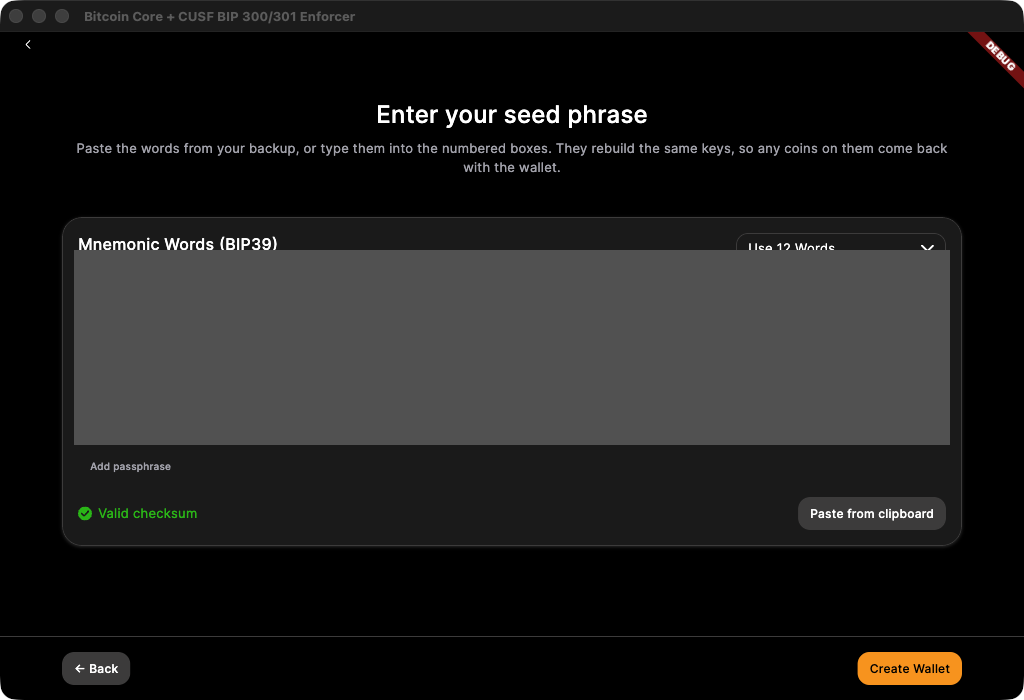 Bitcoin Core + CUSF BIP 300/301 Enforcer
DEBUG
Enter your seed phrase
Paste the words from your backup, or type them into the numbered boxes. They rebuild the same keys, so any coins on them come back
with the wallet.
Mnemonic Words (BIP39)
Use 12 Words
Add passphrase
Valid checksum
Paste from clipboard
← Back
Create Wallet